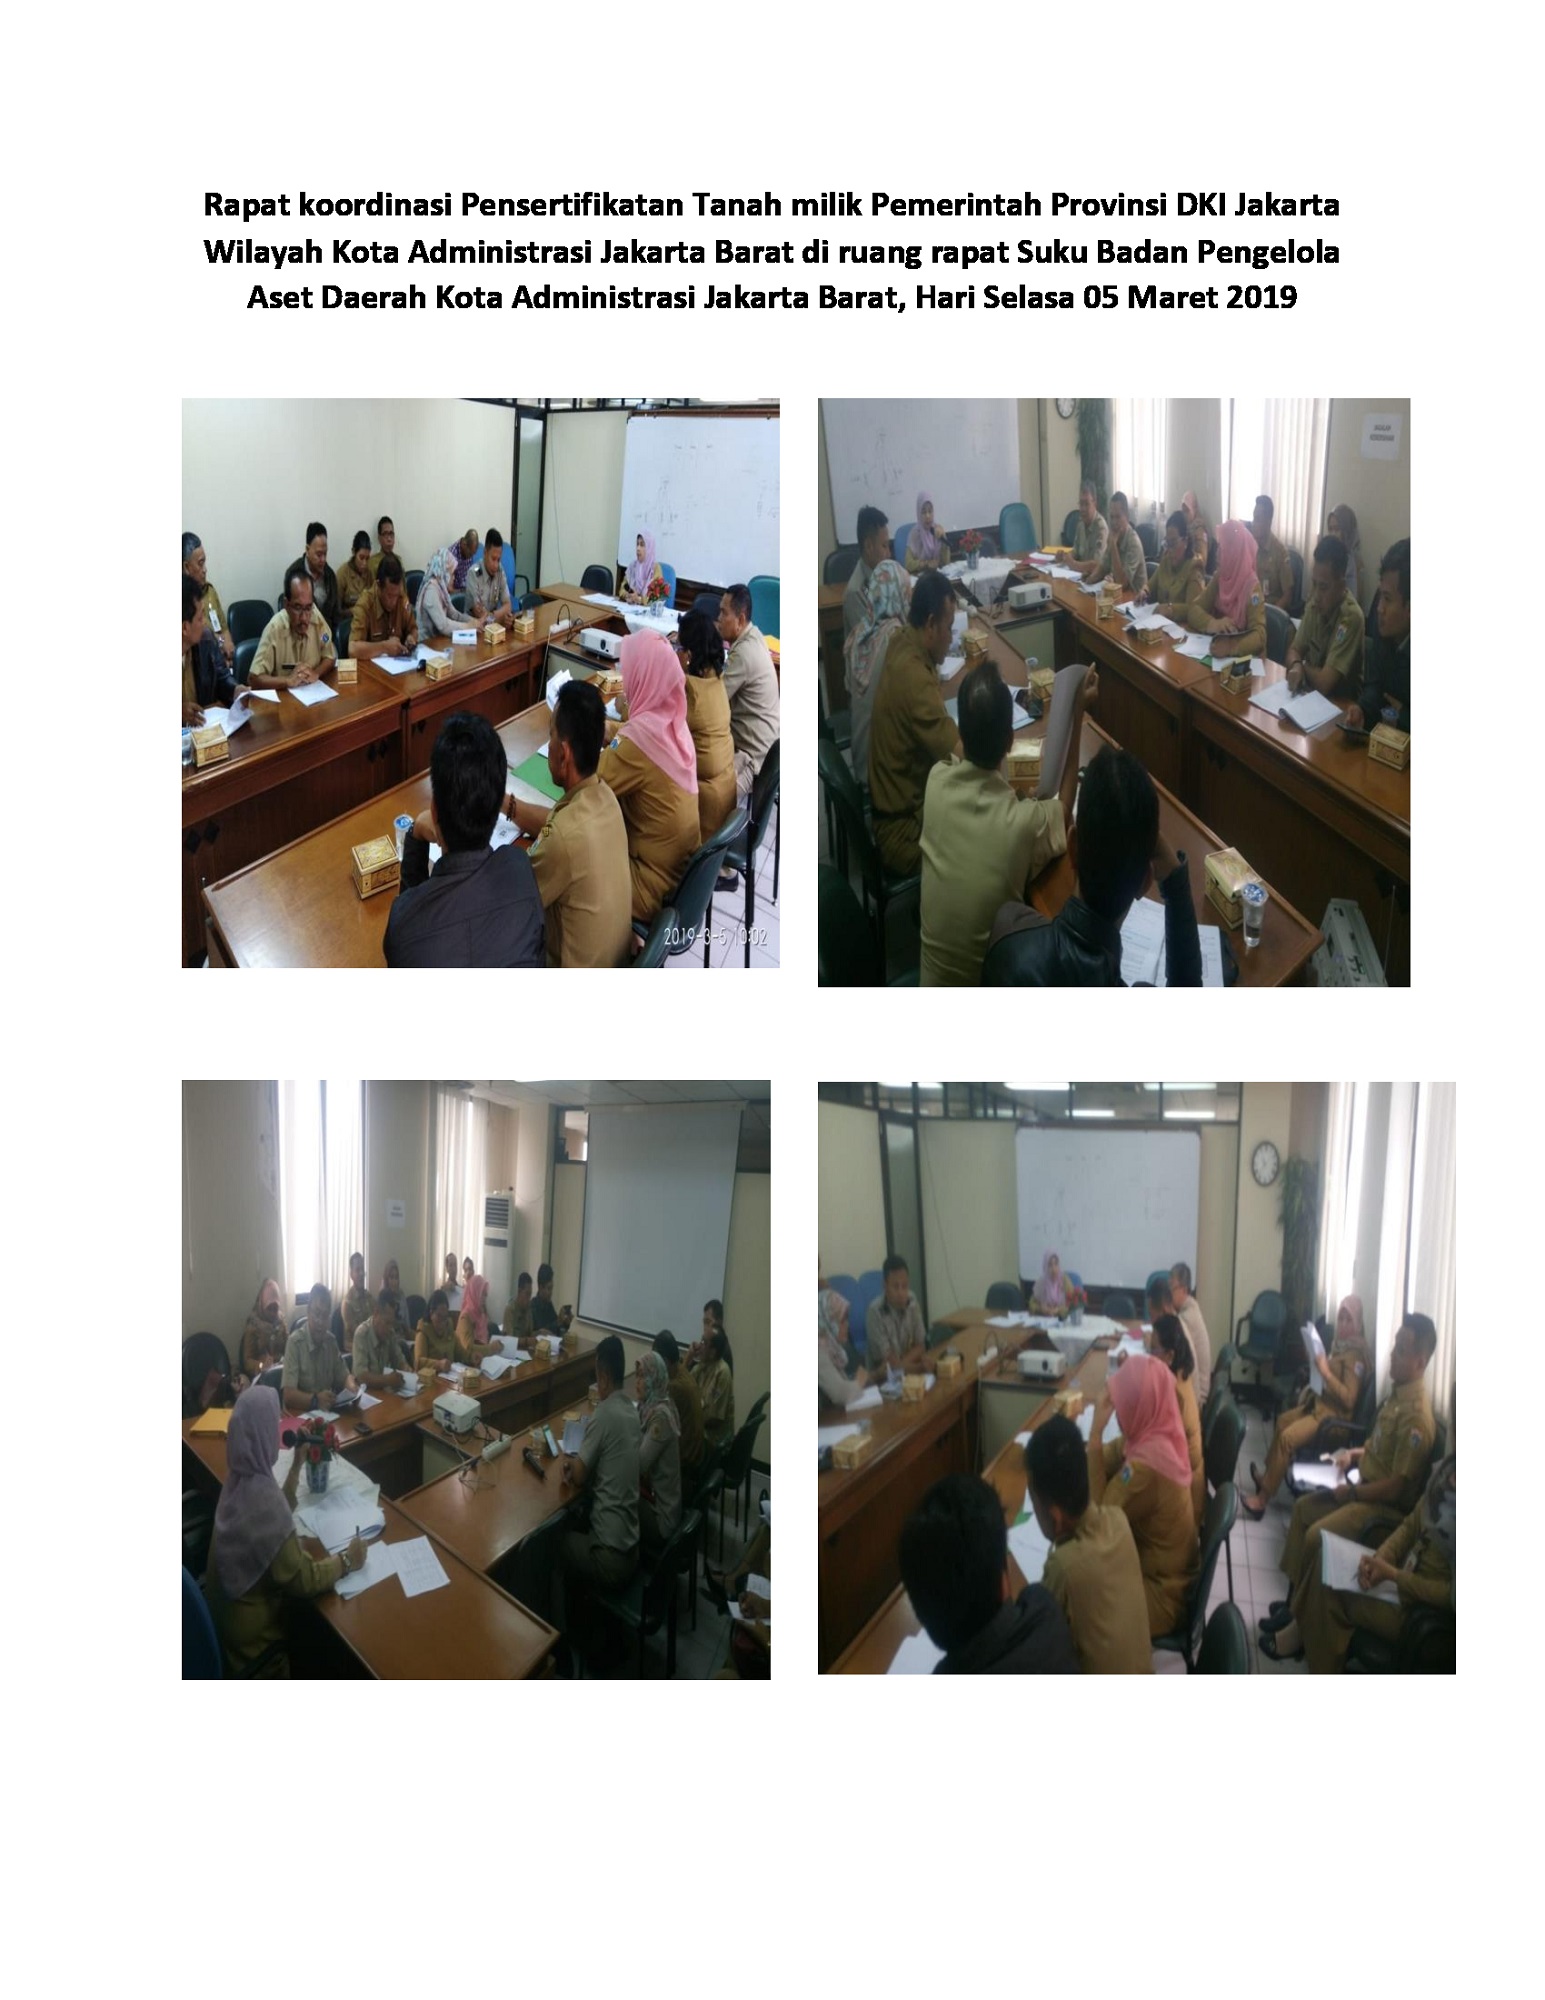 Rapat koordinasi Pensertifikatan Tanah milik Pemerintah Provinsi DKI Jakarta
Wilayah Kota Administrasi Jakarta Barat di ruang rapat Suku Badan Pengelola
Aset Daerah Kota Administrasi Jakarta Barat, Hari Selasa 05 Maret 2019
2019-3-5 10:02